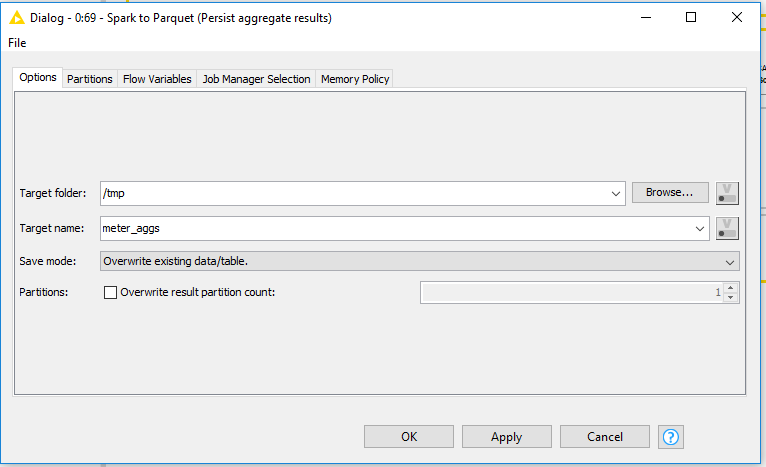 Dialog - 0:69 - Spark to Parquet (Persist aggregate results)
File
Options Partitions Flow Variables Job Manager Selection Memory Policy
Target folder: /tmp Browse... V
Target name: meter_aggs V
Save mode: Overwrite existing data/table.
Partitions: Overwrite result partition count: 1
OK Apply Cancel ?